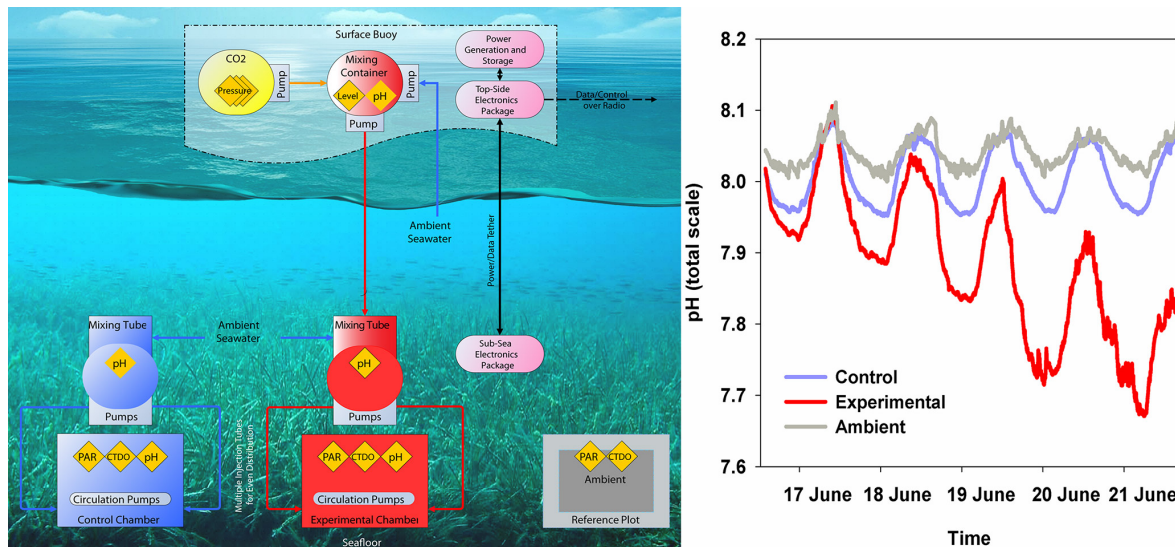 Surface Buoy
CO2
Pressure
Pump
Mixing
Container
Level
pH
Pump
Pump
Power
Generation and
Storage
Top-Side
Electronics
Package
Data/Control
over Radio
Ambient
Seawater
Power/Data Tether
Sub-Sea
Electronics
Package
Mixing Tube
pH
Pumps
Ambient
Seawater
Mixing Tube
pH
Pumps
Multiple Injection Tubes
for Even Distribution
PAR
CTDO
pH
Circulation Pumps
Control Chamber
PAR
CTDO
pH
Circulation Pumps
Experimental Chamber
PAR
CTDO
Ambient
Reference Plot
Seafloor
8.2
8.1
8.0
7.9
7.8
7.7
7.6
pH (total scale)
Control
Experimental
Ambient
17 June 18 June 19 June 20 June 21 June
Time